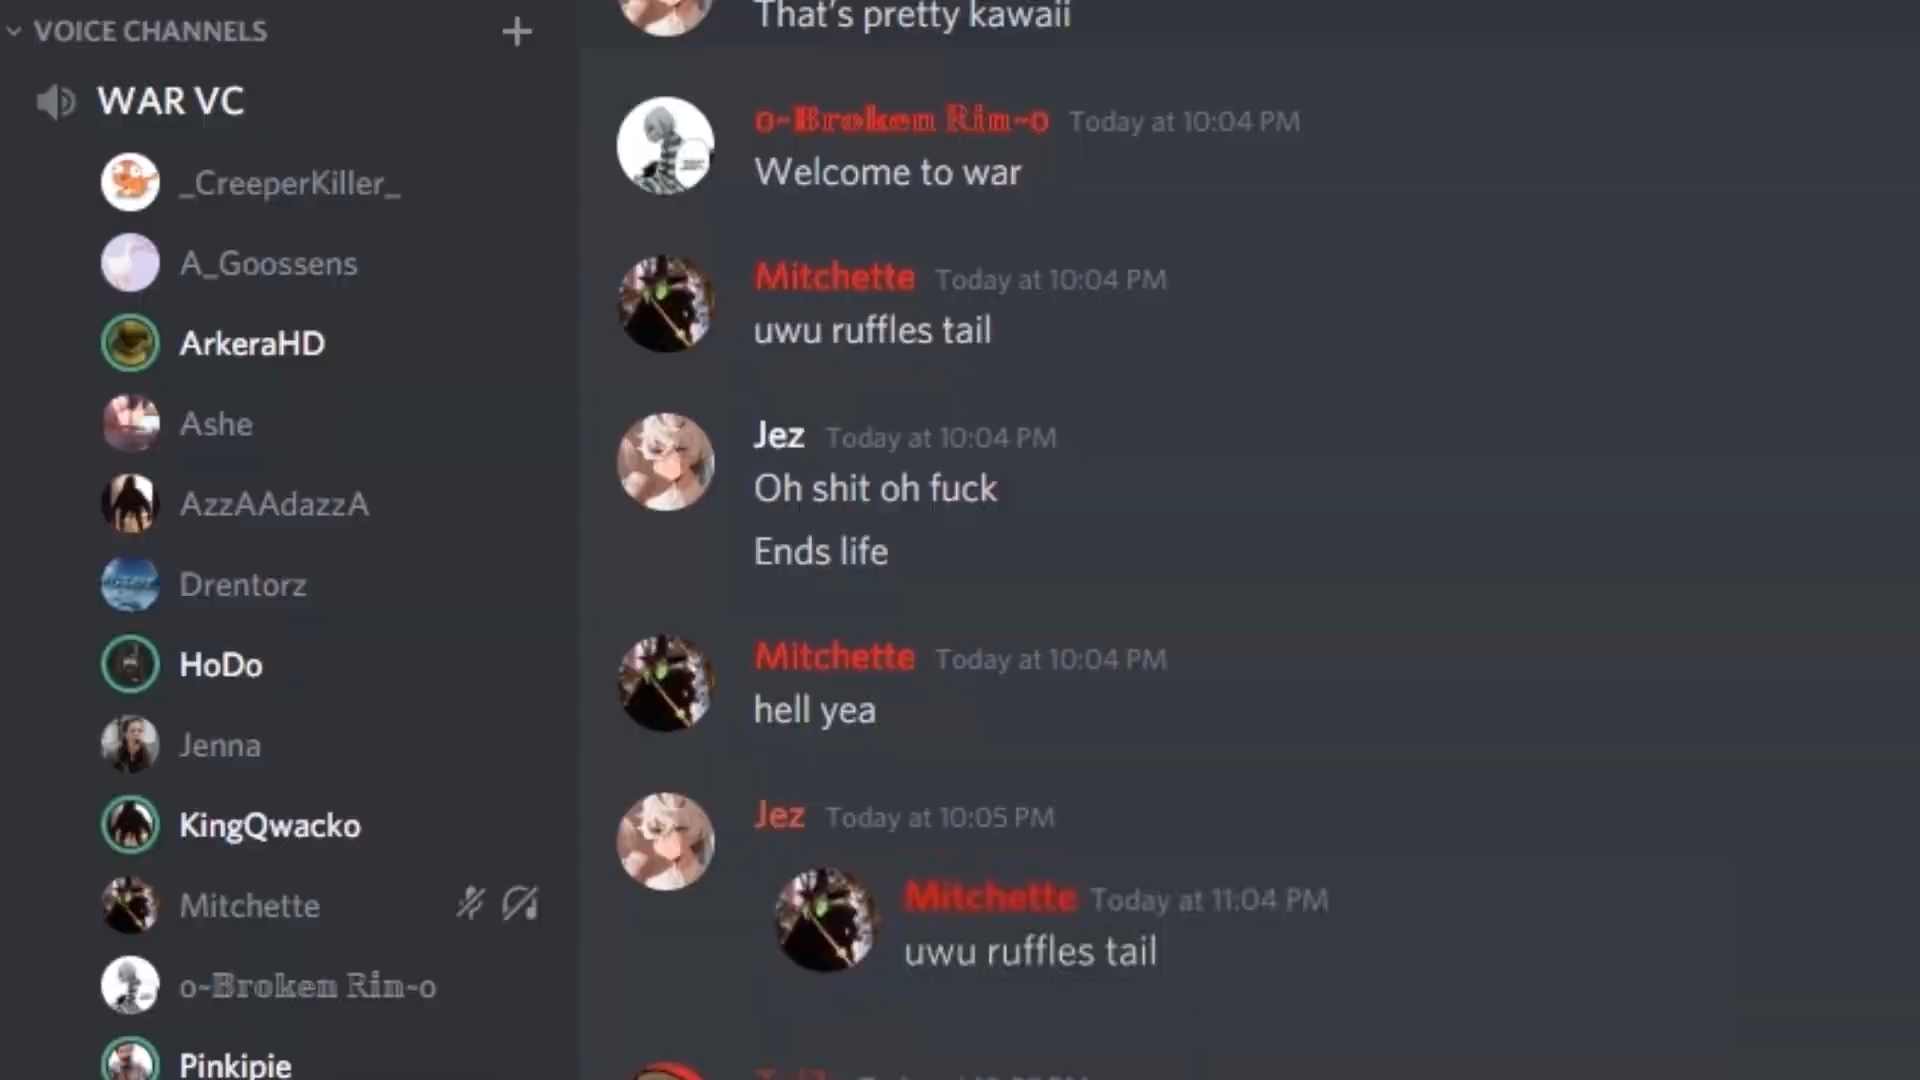 VOICE CHANNELS
WAR VC
_CreeperKiller_
A_Goossens
ArkeraHD
Ashe
AzzAAdazzA
Drentorz
HoDo
Jenna
KingQwacko
Mitchette
o~𝔹𝕣𝕠𝕜𝕖𝕟 ℝ𝕚𝕟~o
Pinkipie
That's pretty kawaii
o~𝔹𝕣𝕠𝕜𝕖𝕟 ℝ𝕚𝕟~o Today at 10:04 PM
Welcome to war
Mitchette Today at 10:04 PM
uwu ruffles tail
Jez Today at 10:04 PM
Oh shit oh fuck
Ends life
Mitchette Today at 10:04 PM
hell yea
Jez Today at 10:05 PM
Mitchette Today at 11:04 PM
uwu ruffles tail